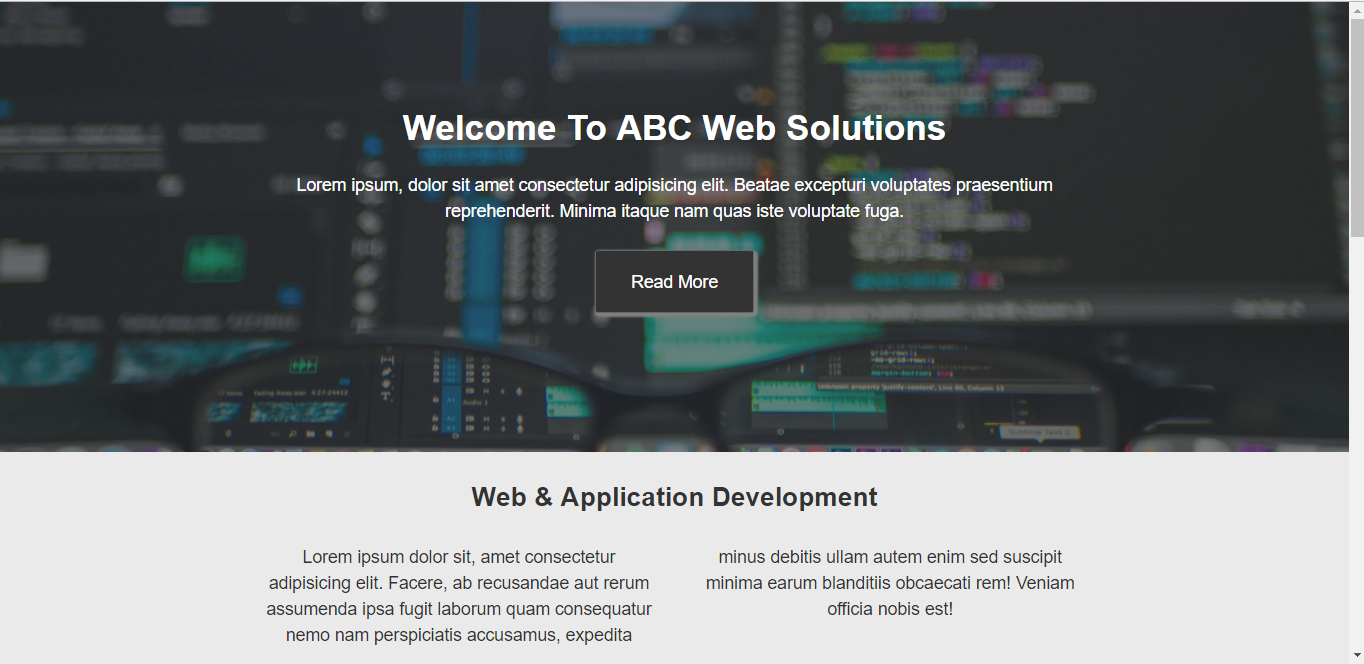 Welcome To ABC Web Solutions
Lorem ipsum, dolor sit amet consectetur adipisicing elit. Beatae excepturi voluptates praesentium
reprehenderit. Minima itaque nam quas iste voluptate fuga.
Read More
Web & Application Development
Lorem ipsum dolor sit, amet consectetur
adipisicing elit. Facere, ab recusandae aut rerum
assumenda ipsa fugit laborum quam consequatur
nemo nam perspiciatis accusamus, expedita
minus debitis ullam autem enim sed suscipit
minima earum blanditiis obcaecati rem! Veniam
officia nobis est!